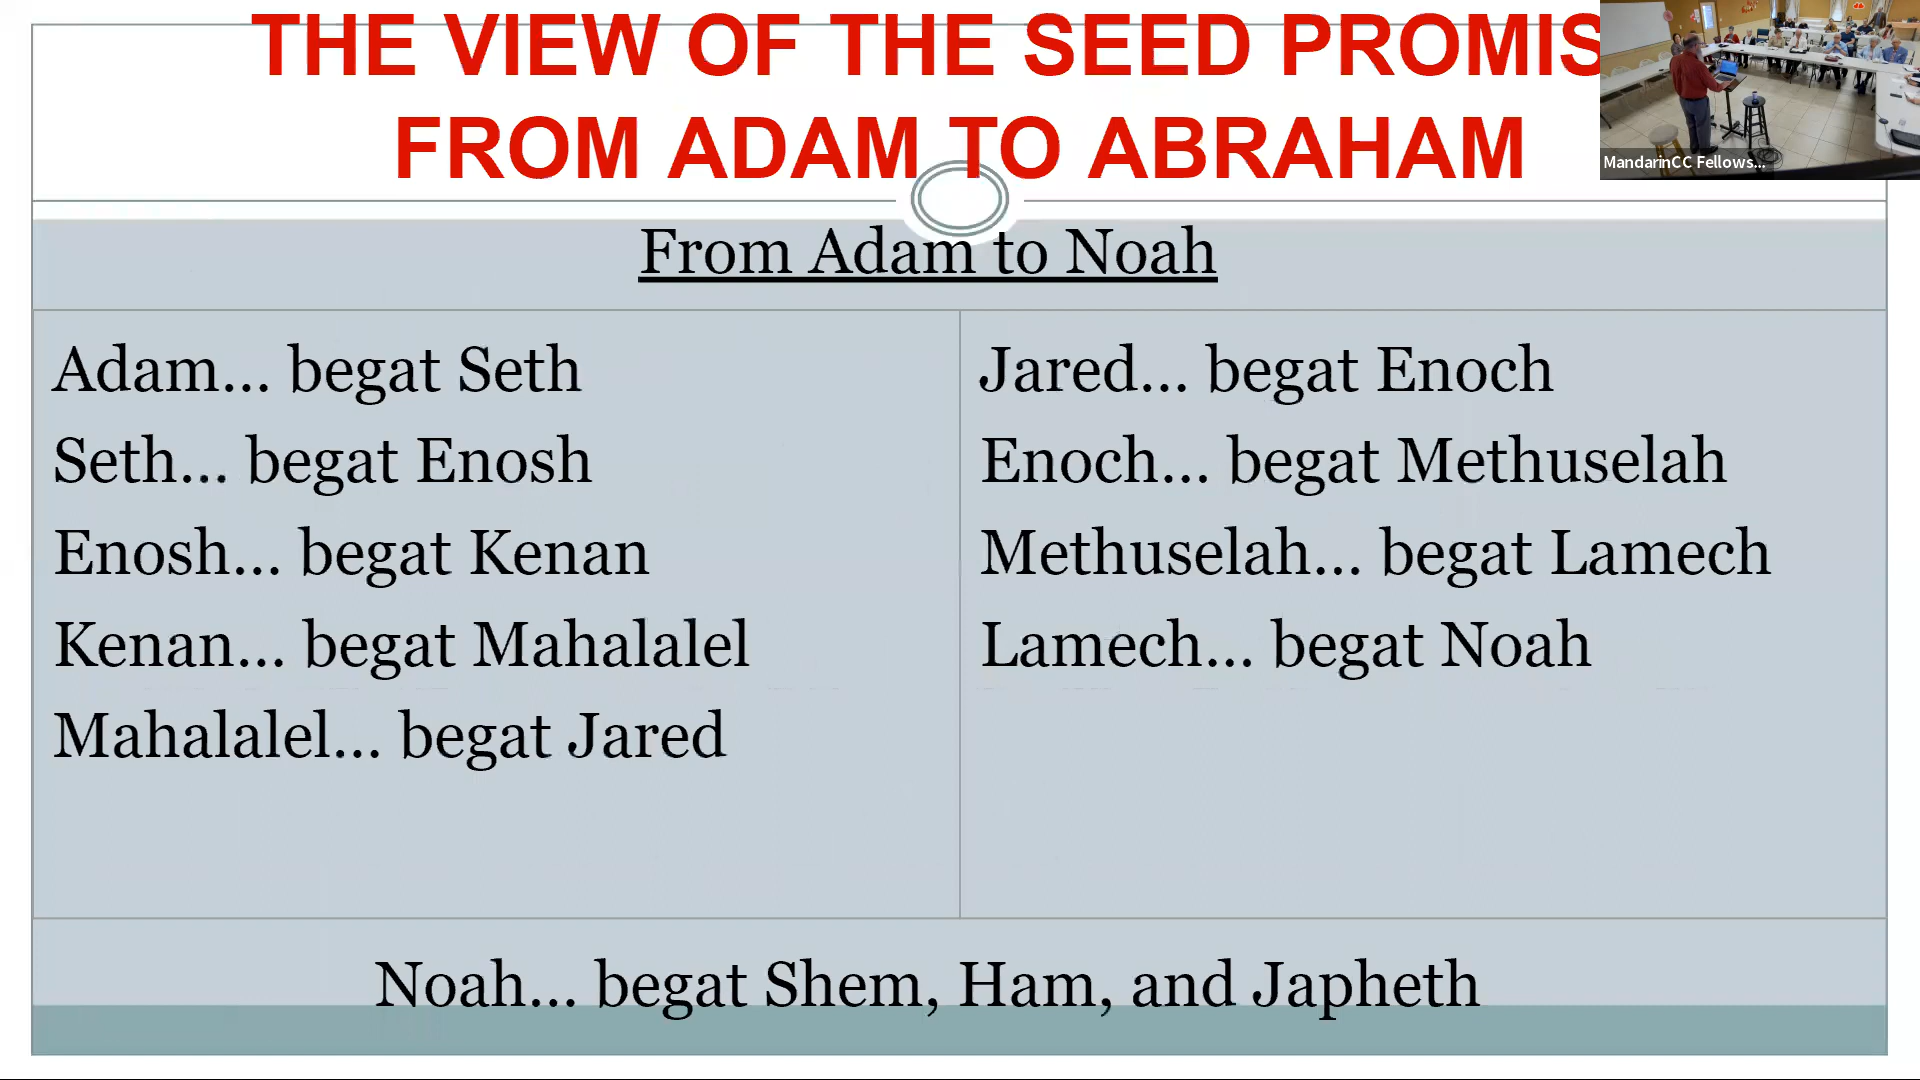 THE VIEW OF THE SEED PROMIS
FROM ADAM TO ABRAHAM
MandarinCC Fellows...
From Adam to Noah
Adam... begat Seth
Seth... begat Enosh
Enosh... begat Kenan
Kenan... begat Mahalalel
Mahalalel... begat Jared
Jared... begat Enoch
Enoch... begat Methuselah
Methuselah... begat Lamech
Lamech... begat Noah
Noah... begat Shem, Ham, and Japheth